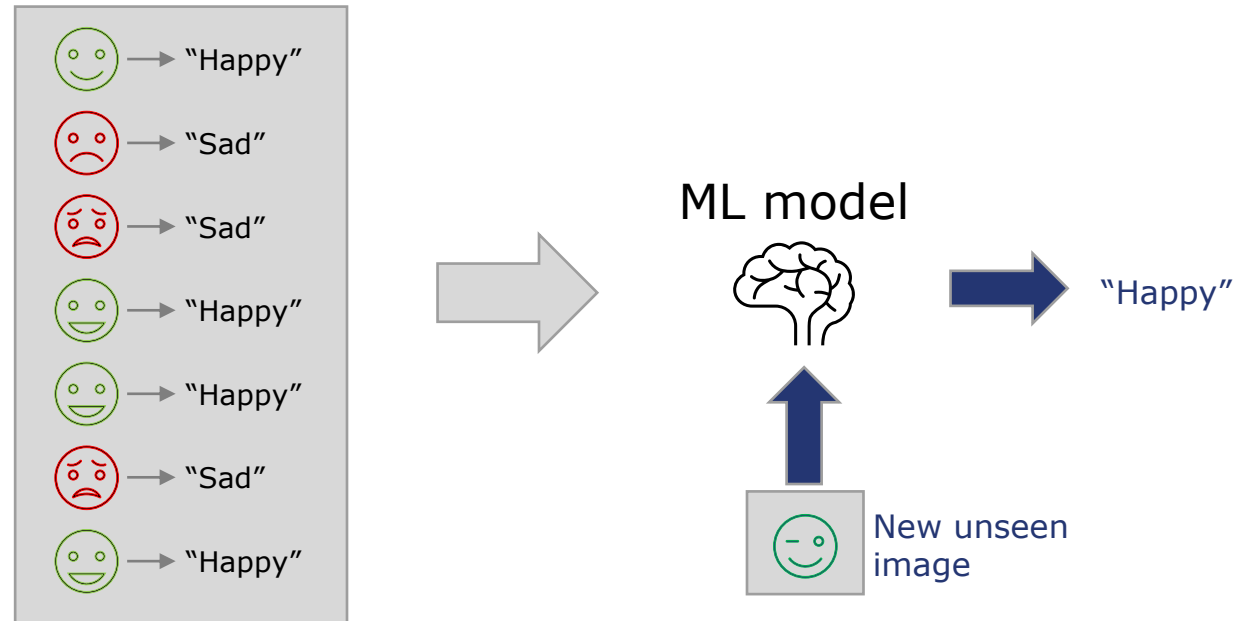 “Happy”
“Sad”
“Sad”
“Happy”
“Happy”
“Sad”
“Happy”
ML model
“Happy”
New unseen
image